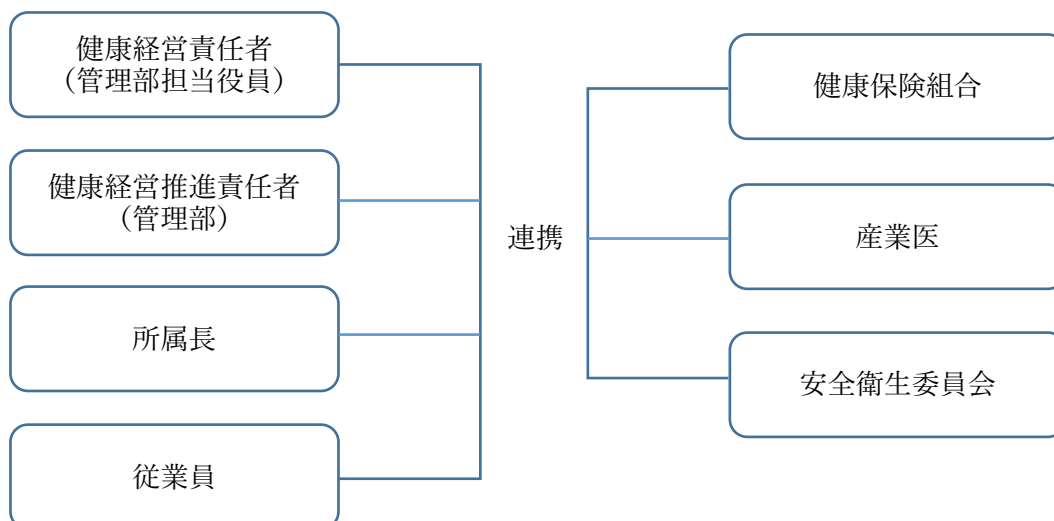 健康経営責任者
（管理部担当役員）
健康経営推進責任者
（管理部）
所属長
従業員
連携
健康保険組合
産業医
安全衛生委員会